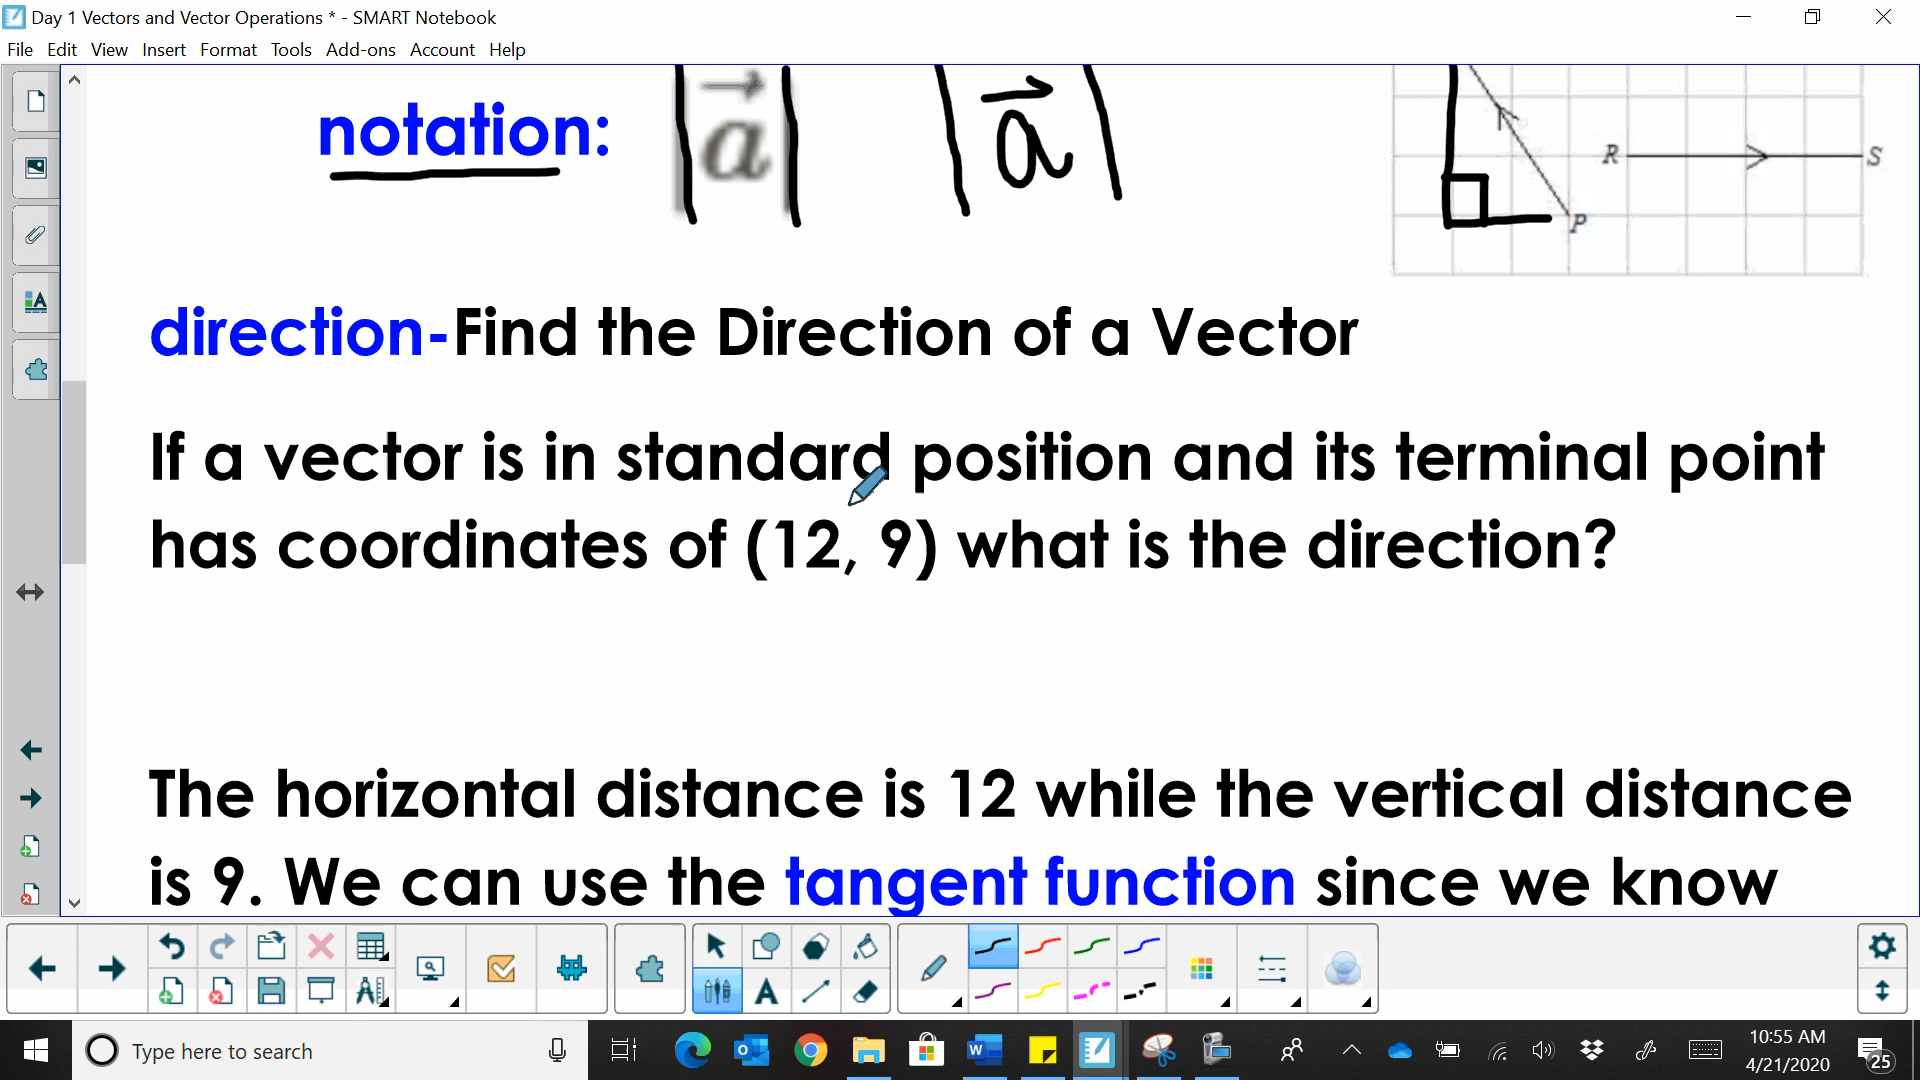 Day 1 Vectors and Vector Operations * - SMART Notebook
File Edit View Insert Format Tools Add-ons Account Help
notation: |a| |a|
R S
P
direction-Find the Direction of a Vector
If a vector is in standard position and its terminal point
has coordinates of (12, 9) what is the direction?
The horizontal distance is 12 while the vertical distance
is 9. We can use the tangent function since we know
Type here to search
10:55 AM
4/21/2020
25